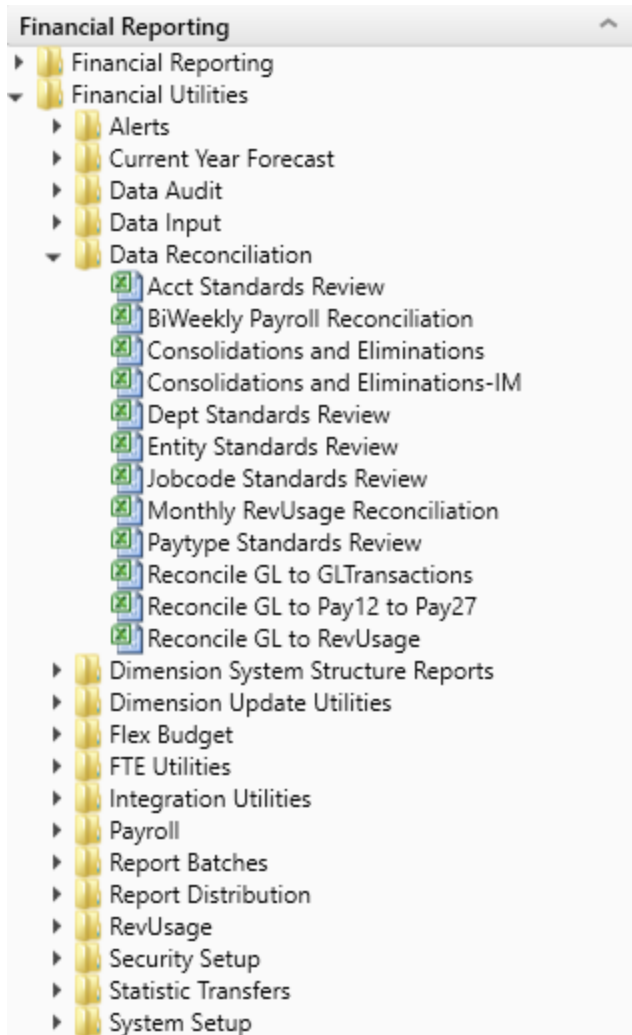 Financial Reporting
Financial Reporting
Financial Utilities
Alerts
Current Year Forecast
Data Audit
Data Input
Data Reconciliation
Acct Standards Review
BiWeekly Payroll Reconciliation
Consolidations and Eliminations
Consolidations and Eliminations-IM
Dept Standards Review
Entity Standards Review
Jobcode Standards Review
Monthly RevUsage Reconciliation
Paytype Standards Review
Reconcile GL to GLTransactions
Reconcile GL to Pay12 to Pay27
Reconcile GL to RevUsage
Dimension System Structure Reports
Dimension Update Utilities
Flex Budget
FTE Utilities
Integration Utilities
Payroll
Report Batches
Report Distribution
RevUsage
Security Setup
Statistic Transfers
System Setup